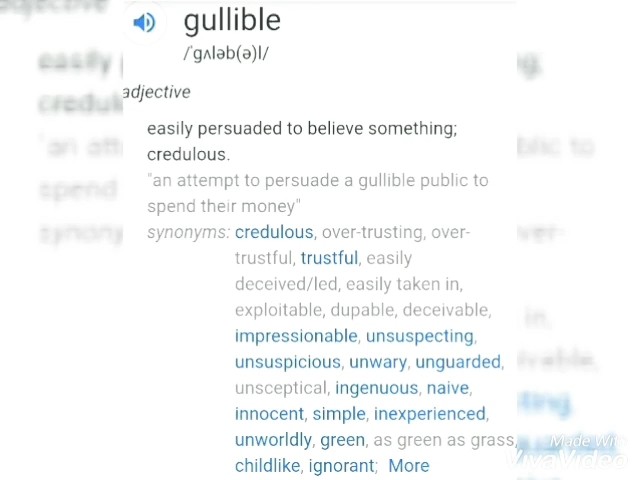 gullible
/ˈɡʌləb(ə)l/
adjective
easily persuaded to believe something;
credulous.
"an attempt to persuade a gullible public to
spend their money"
synonyms: credulous, over-trusting, over-
trustful, trustful, easily
deceived/led, easily taken in,
exploitable, dupable, deceivable,
impressionable, unsuspecting,
unsuspicious, unwary, unguarded,
unsceptical, ingenuous, naive,
innocent, simple, inexperienced,
unworldly, green, as green as grass,
childlike, ignorant; More
Made With
VivaVideo